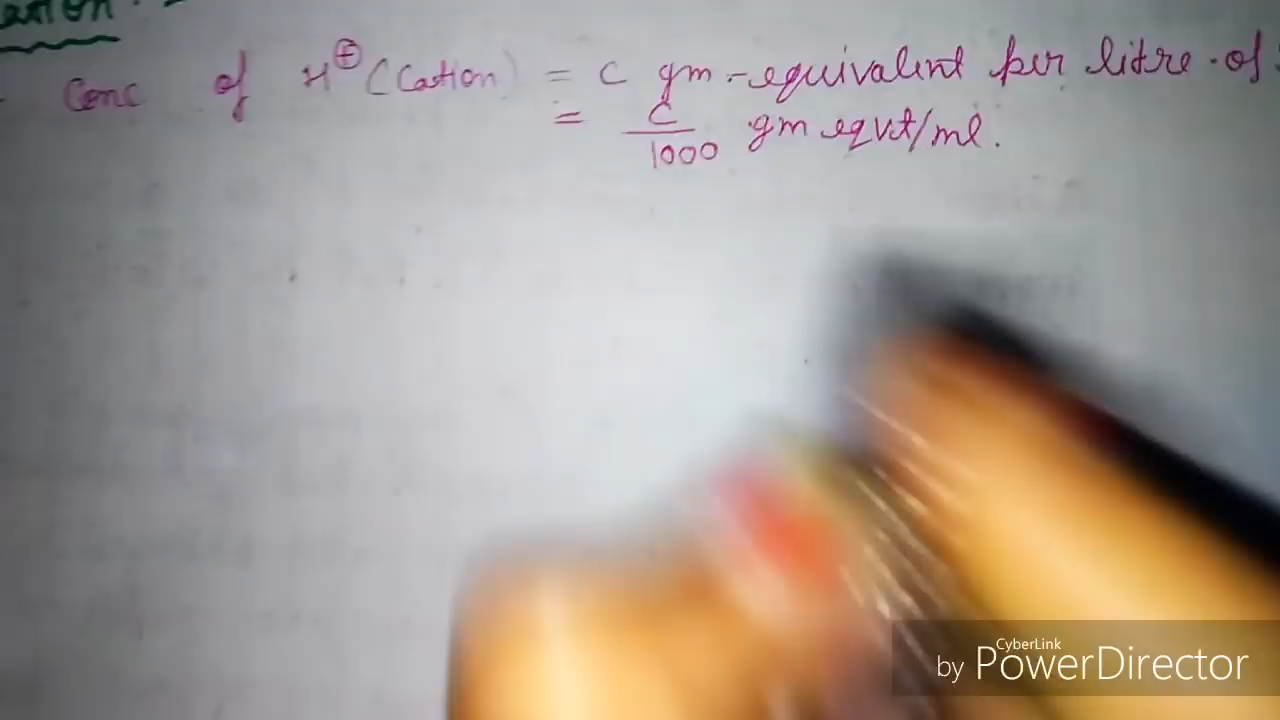 Conc of H⊕ (Cation) = C gm-equivalent per litre of
= C/1000 gm eqvt/ml.
CyberLink
by PowerDirector